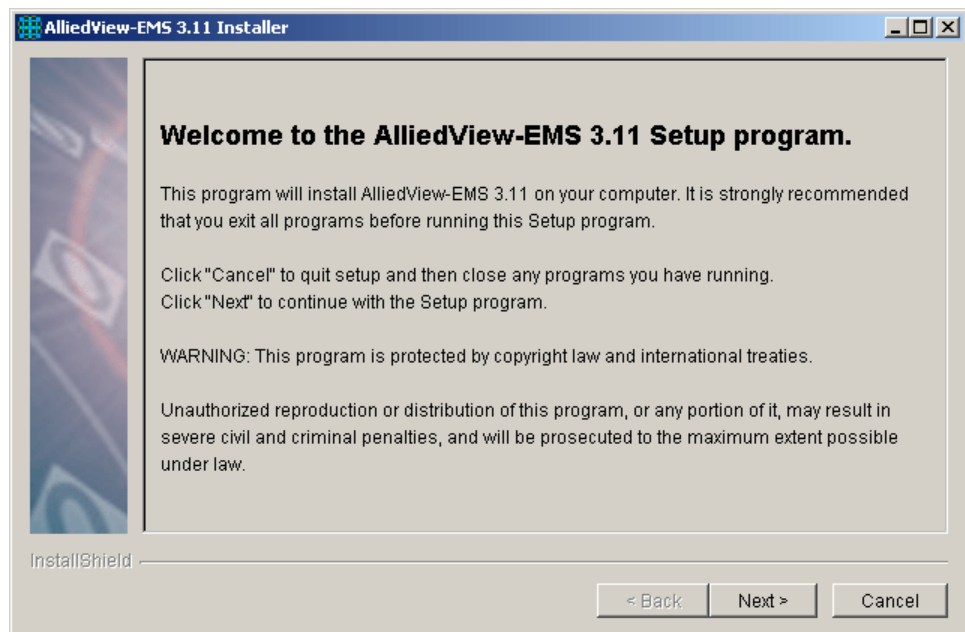 AlliedView-EMS 3.11 Installer
Welcome to the AlliedView-EMS 3.11 Setup program.
This program will install AlliedView-EMS 3.11 on your computer. It is strongly recommended
that you exit all programs before running this Setup program.
Click "Cancel" to quit setup and then close any programs you have running.
Click "Next" to continue with the Setup program.
WARNING: This program is protected by copyright law and international treaties.
Unauthorized reproduction or distribution of this program, or any portion of it, may result in
severe civil and criminal penalties, and will be prosecuted to the maximum extent possible
under law.
InstallShield
< Back
Next >
Cancel